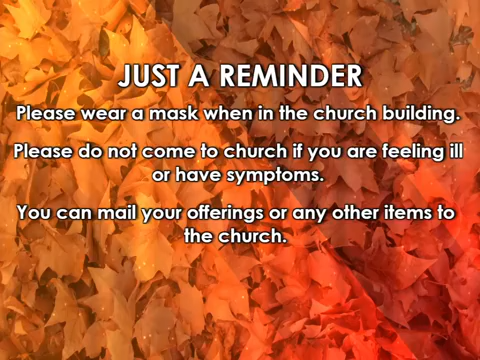 JUST A REMINDER
Please wear a mask when in the church building.
Please do not come to church if you are feeling ill
or have symptoms.
You can mail your offerings or any other items to
the church.